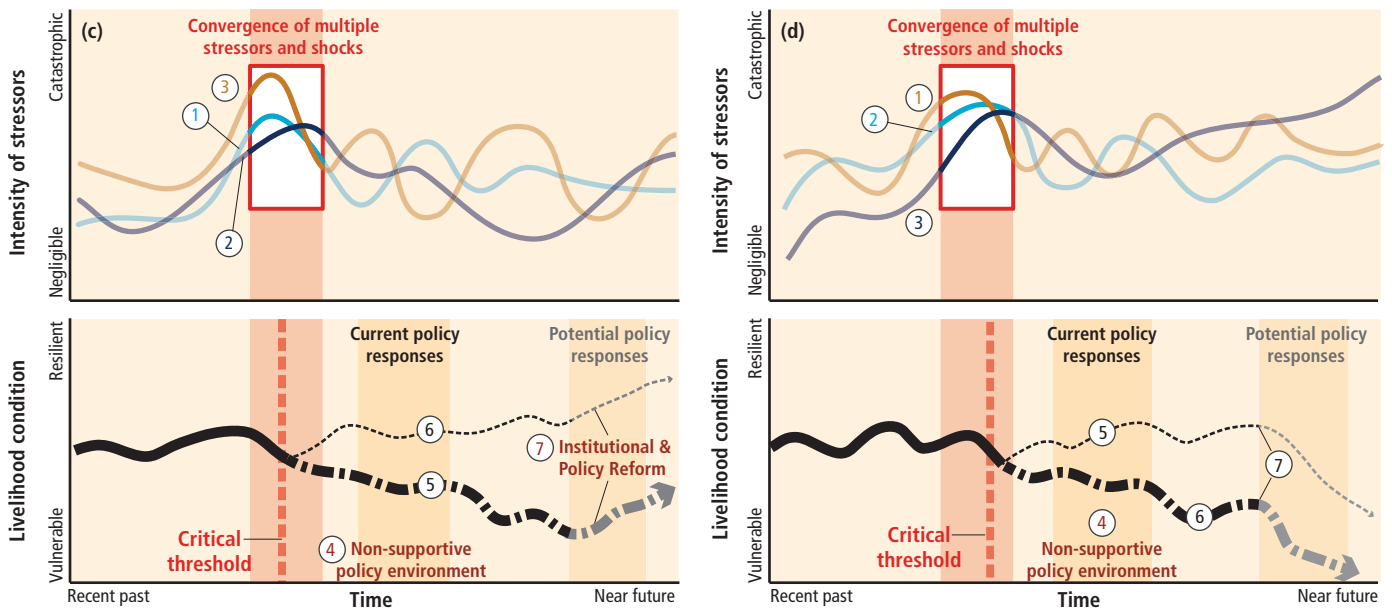 (c)
Convergence of multiple
stressors and shocks
Intensity of stressors
Catastrophic
Negligible
3
1
2
Livelihood condition
Resilient
Vulnerable
Current policy
responses
Potential policy
responses
6
7 Institutional &
Policy Reform
5
Critical
threshold
4 Non-supportive
policy environment
Recent past
Time
Near future
(d)
Convergence of multiple
stressors and shocks
Intensity of stressors
Catastrophic
Negligible
1
2
3
Livelihood condition
Resilient
Vulnerable
Current policy
responses
Potential policy
responses
5
7
6
4
Critical
threshold
Non-supportive
policy environment
Recent past
Time
Near future